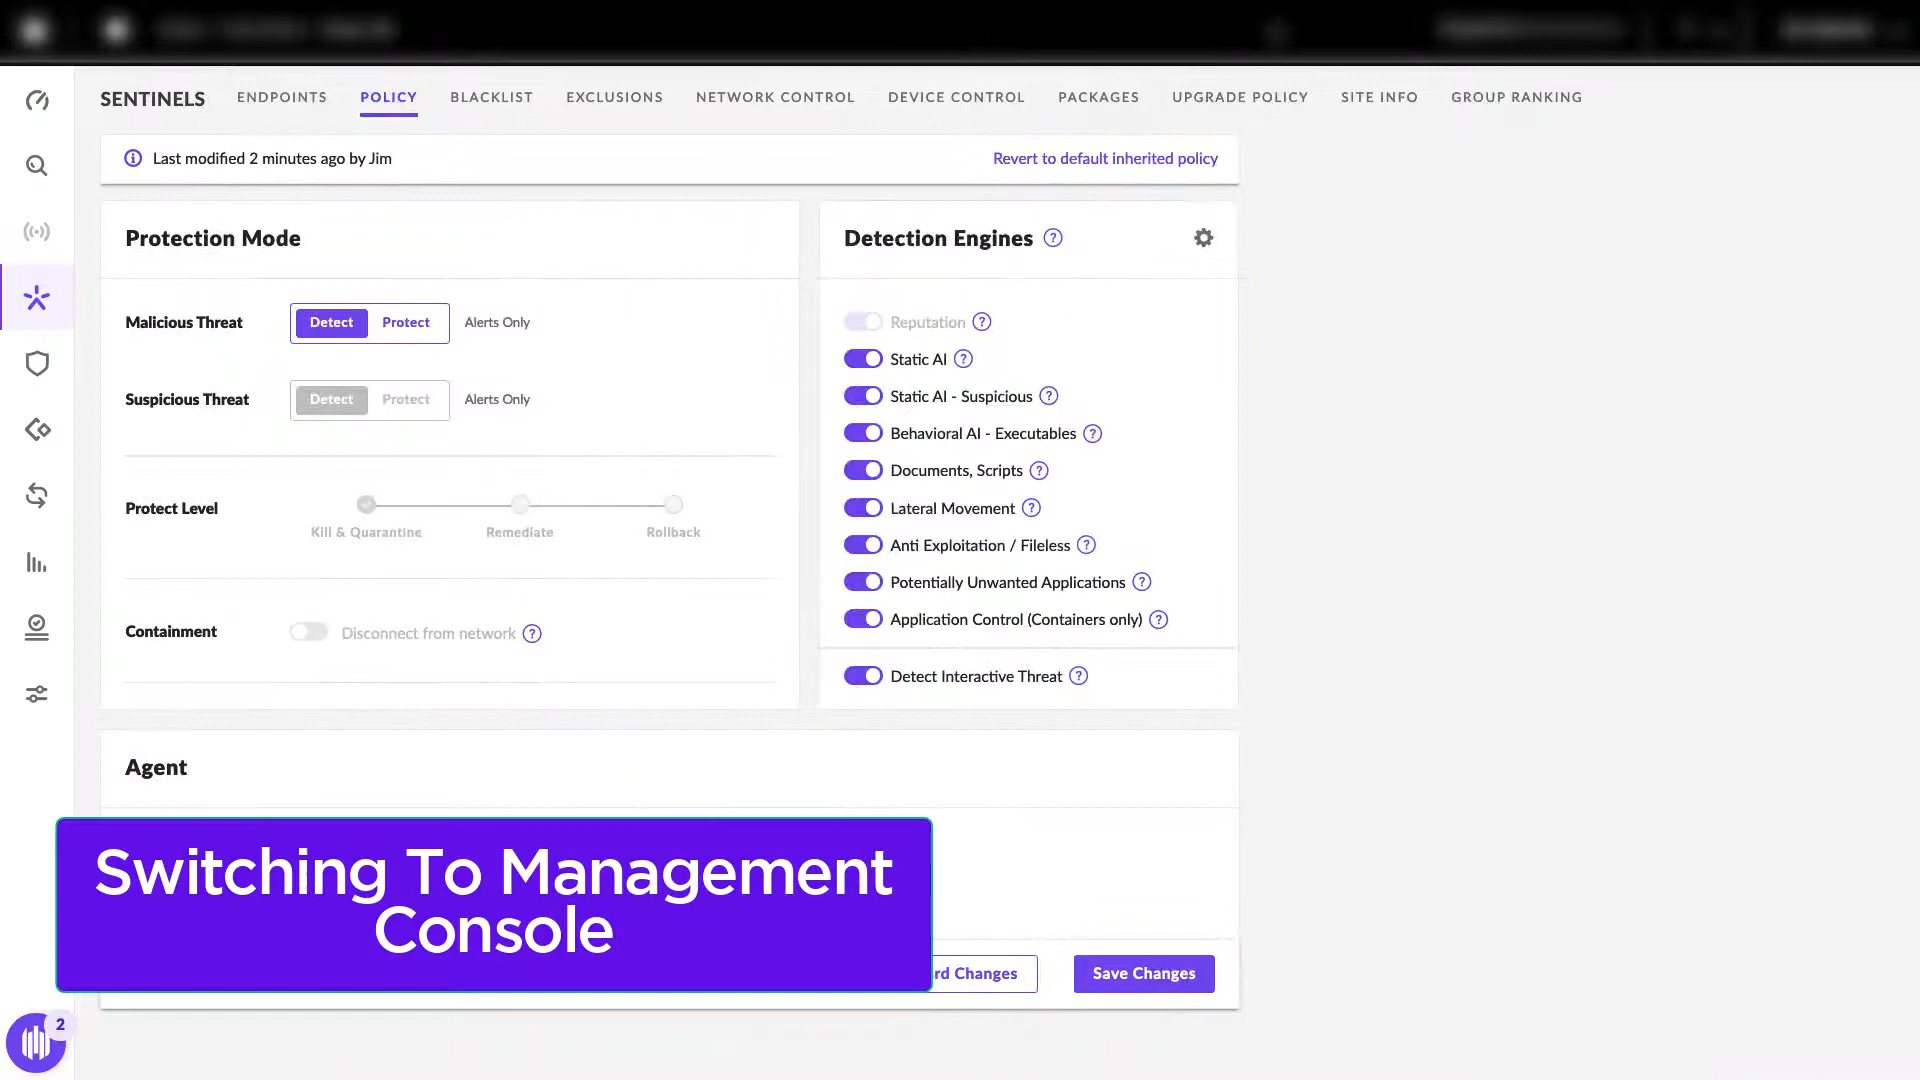 SENTINELS ENDPOINTS POLICY BLACKLIST EXCLUSIONS NETWORK CONTROL DEVICE CONTROL PACKAGES UPGRADE POLICY SITE INFO GROUP RANKING
Last modified 2 minutes ago by Jim Revert to default inherited policy
Protection Mode
Malicious Threat Detect Protect Alerts Only
Suspicious Threat Detect Protect Alerts Only
Protect Level
Kill & Quarantine Remediate Rollback
Containment Disconnect from network ?
Detection Engines ?
Reputation ?
Static AI ?
Static AI - Suspicious ?
Behavioral AI - Executables ?
Documents, Scripts ?
Lateral Movement ?
Anti Exploitation / Fileless ?
Potentially Unwanted Applications ?
Application Control (Containers only) ?
Detect Interactive Threat ?
Agent
Switching To Management
Console
rd Changes Save Changes
2